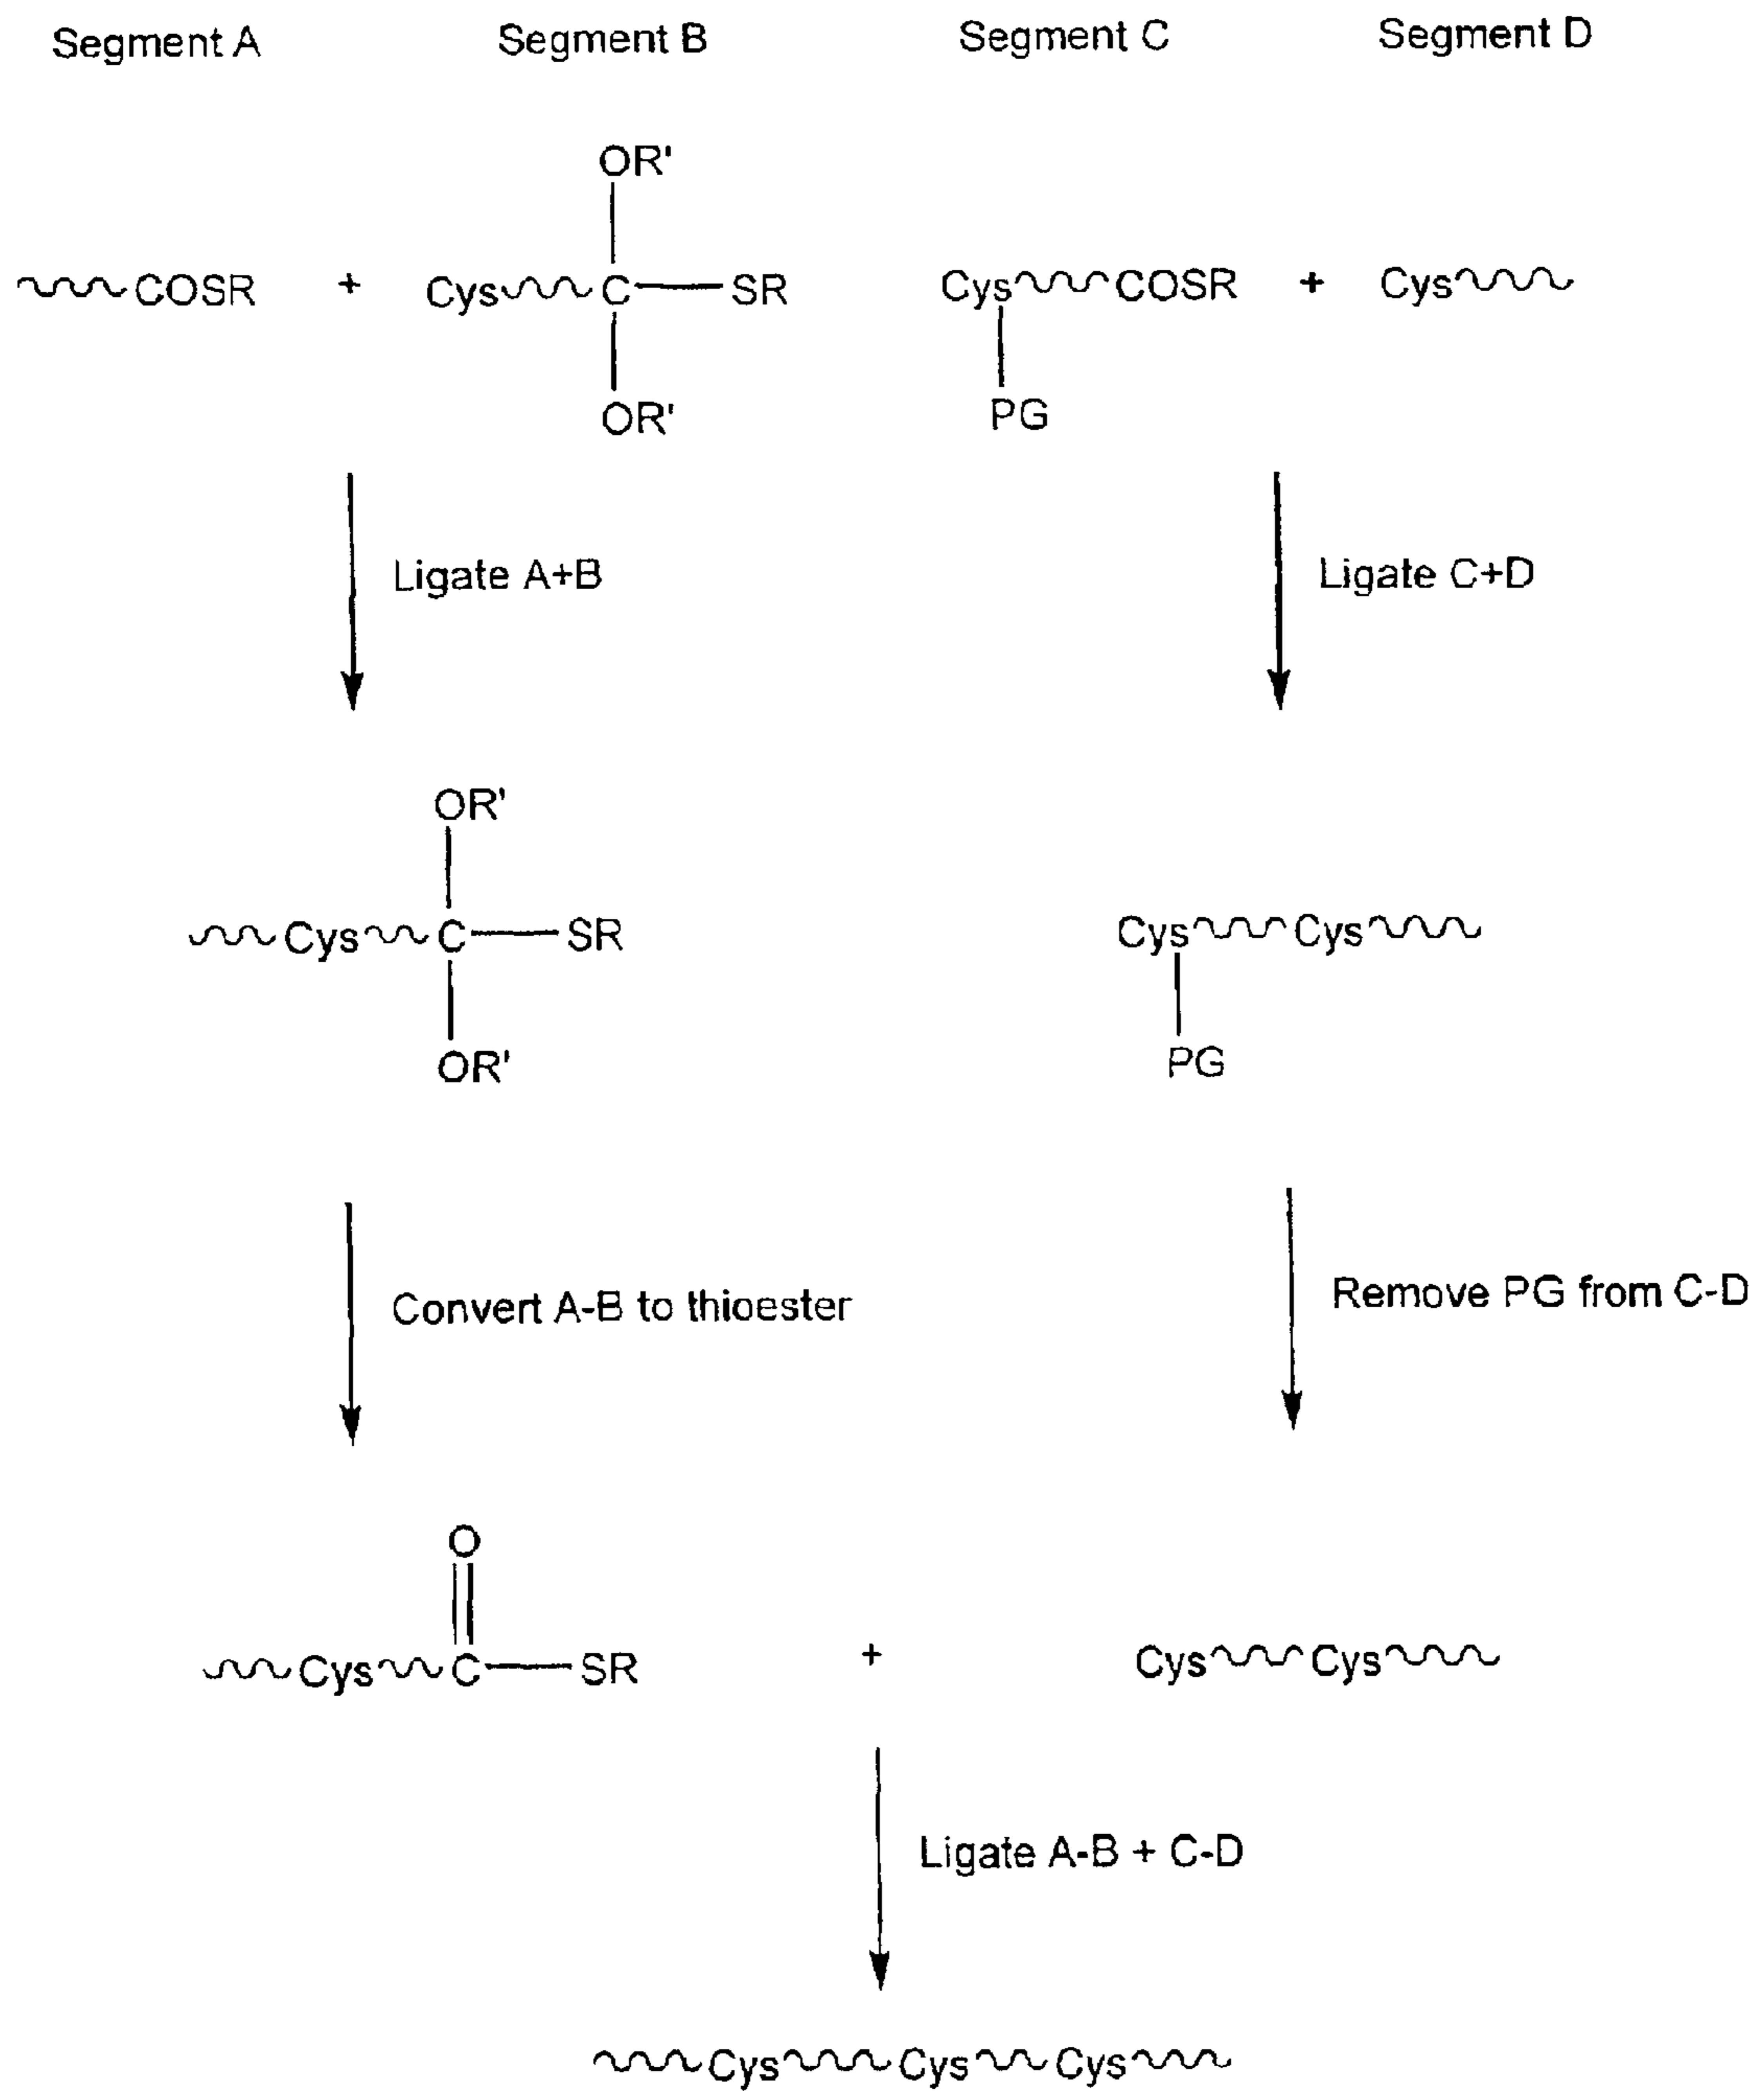 Segment A Segment B Segment C Segment D
OR'
~COSR + Cys~C—SR Cys~COSR + Cys~
OR' PG
Ligate A+B Ligate C+D
OR'
~Cys~C—SR Cys~Cys~
OR' PG
Convert A-B to thioester Remove PG from C-D
O
~Cys~C—SR + Cys~Cys~
Ligate A-B + C-D
~Cys~Cys~Cys~